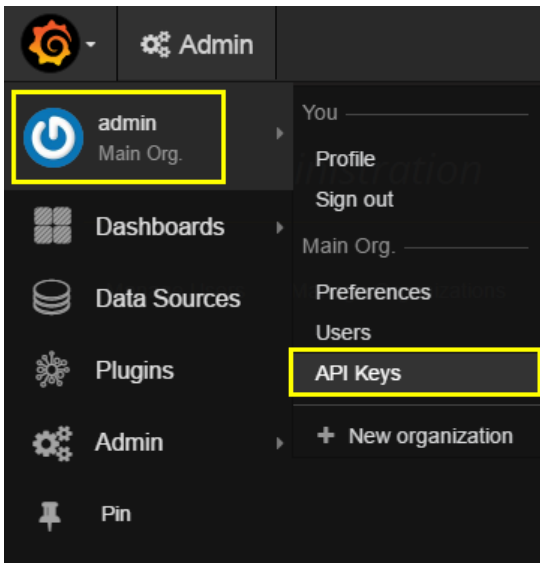 Admin
admin
Main Org.
Dashboards
Data Sources
Plugins
Admin
Pin
You
Profile
Sign out
Main Org.
Preferences
Users
API Keys
+ New organization